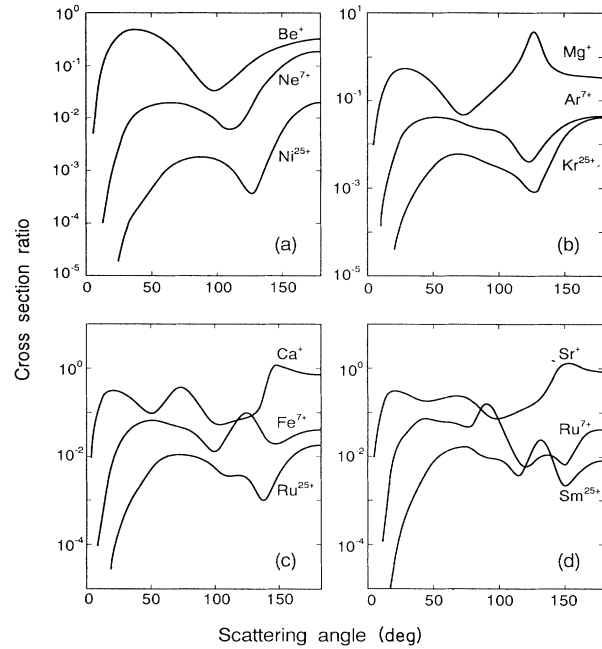 Cross section ratio
10⁰
10⁻¹
10⁻²
10⁻³
10⁻⁴
10⁻⁵
Be⁺
Ne⁷⁺
Ni²⁵⁺
(a)
0 50 100 150
10¹
10⁻¹
10⁻³
10⁻⁵
Mg⁺
Ar⁷⁺
Kr²⁵⁺
(b)
0 50 100 150
10⁰
10⁻²
10⁻⁴
Ca⁺
Fe⁷⁺
Ru²⁵⁺
(c)
0 50 100 150
10⁰
10⁻²
10⁻⁴
Sr⁺
Ru⁷⁺
Sm²⁵⁺
(d)
0 50 100 150
Scattering angle (deg)